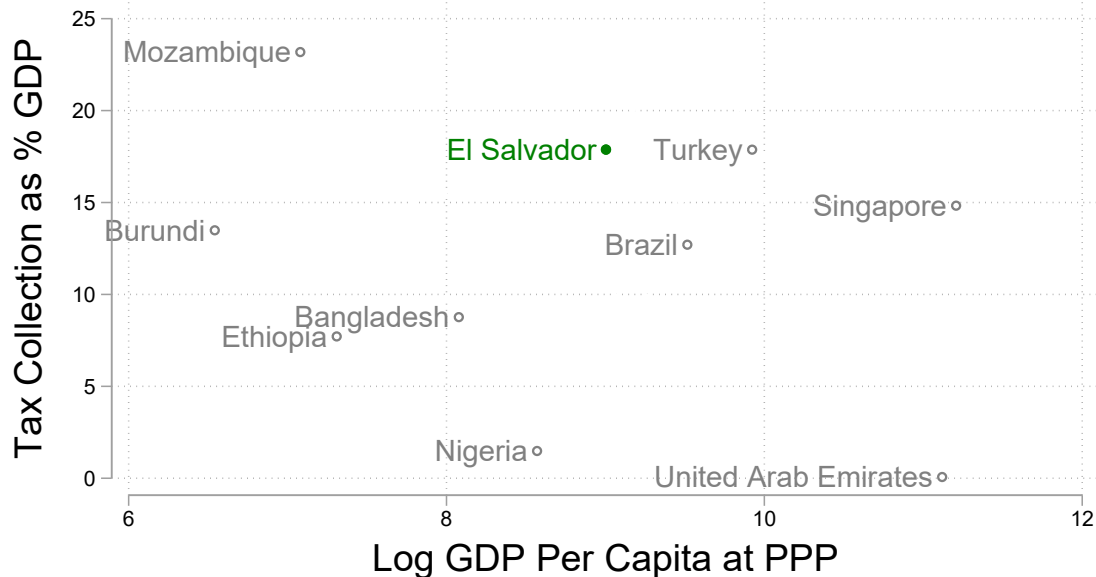 Tax Collection as % GDP
25
20
15
10
5
0
Mozambique
El Salvador
Turkey
Singapore
Burundi
Brazil
Bangladesh
Ethiopia
Nigeria
United Arab Emirates
6 8 10 12
Log GDP Per Capita at PPP